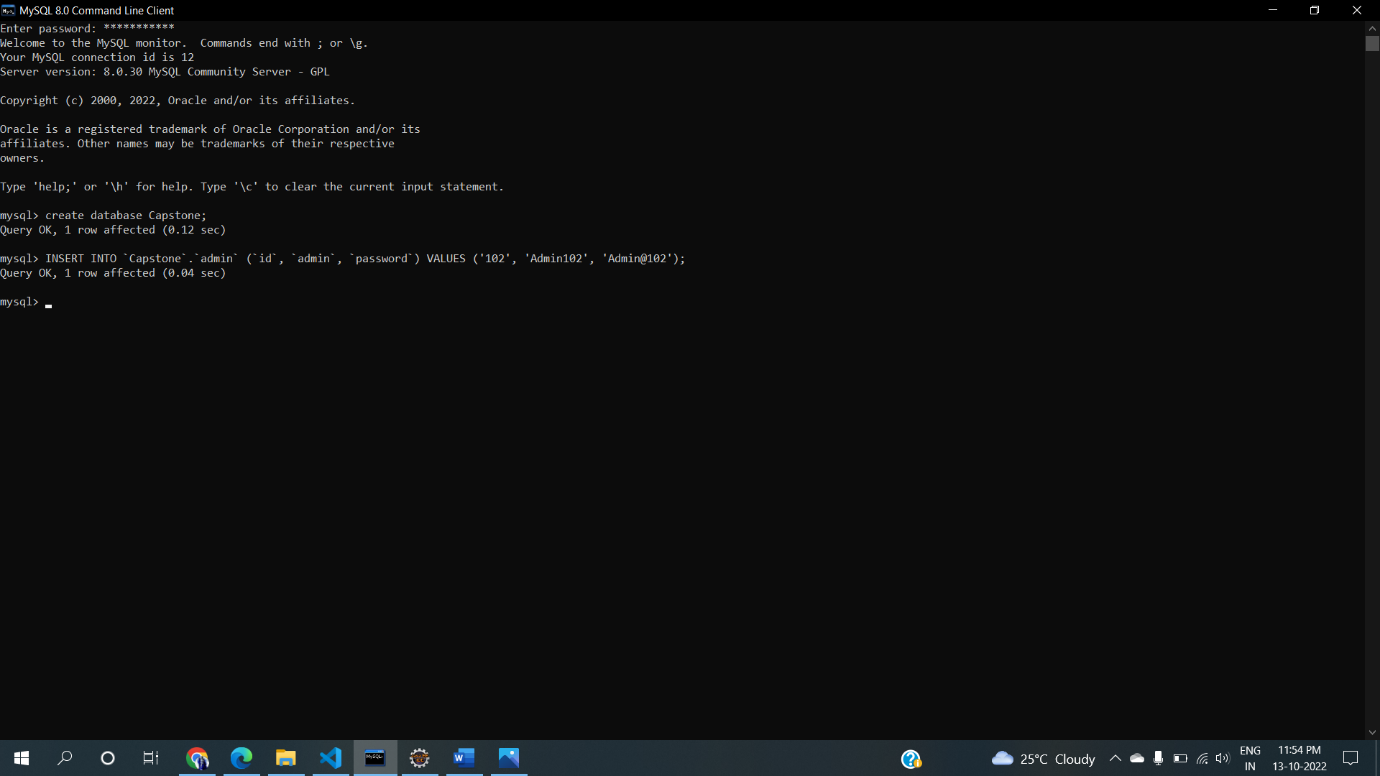 MySQL 8.0 Command Line Client
Enter password: ***********
Welcome to the MySQL monitor.  Commands end with ; or \g.
Your MySQL connection id is 12
Server version: 8.0.30 MySQL Community Server - GPL
Copyright (c) 2000, 2022, Oracle and/or its affiliates.
Oracle is a registered trademark of Oracle Corporation and/or its
affiliates. Other names may be trademarks of their respective
owners.
Type 'help;' or '\h' for help. Type '\c' to clear the current input statement.
mysql> create database Capstone;
Query OK, 1 row affected (0.12 sec)
mysql> INSERT INTO `Capstone`.`admin` (`id`, `admin`, `password`) VALUES ('102', 'Admin102', 'Admin@102');
Query OK, 1 row affected (0.04 sec)
mysql>
25°C Cloudy
ENG
IN
11:54 PM
13-10-2022